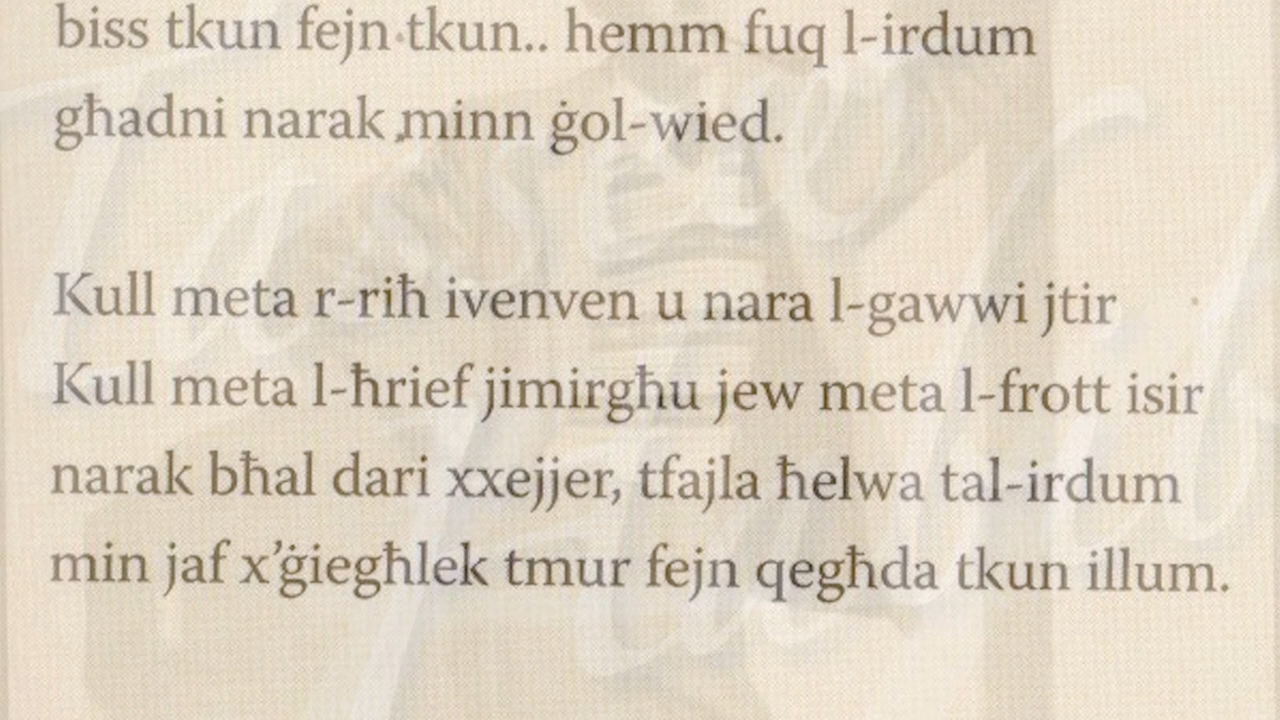 biss tkun fejn tkun.. hemm fuq l-irdum
għadni narak minn ġol-wied.
Kull meta r-riħ ivenven u nara l-gawwi jtir
Kull meta l-ħrief jimirgħu jew meta l-frott isir
narak bħal dari xxejjer, tfajla ħelwa tal-irdum
min jaf x’ġiegħlek tmur fejn qegħda tkun illum.